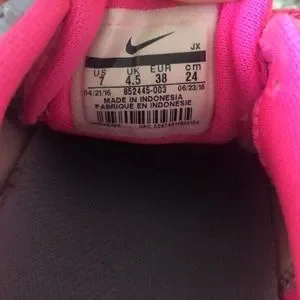 JX
US UK EUR cm
7 4.5 38 24
04/21/16 852445-003 06/23/16
MADE IN INDONESIA
FABRIQUE EN INDONESIE